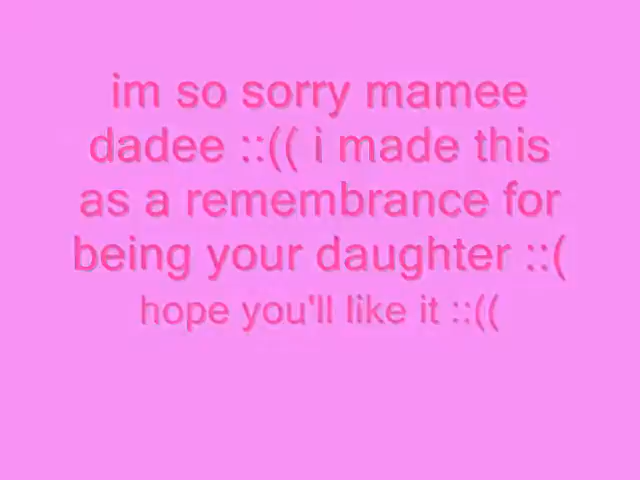 im so sorry mamee
dadee ::(( i made this
as a remembrance for
being your daughter ::(
hope you'll like it ::((